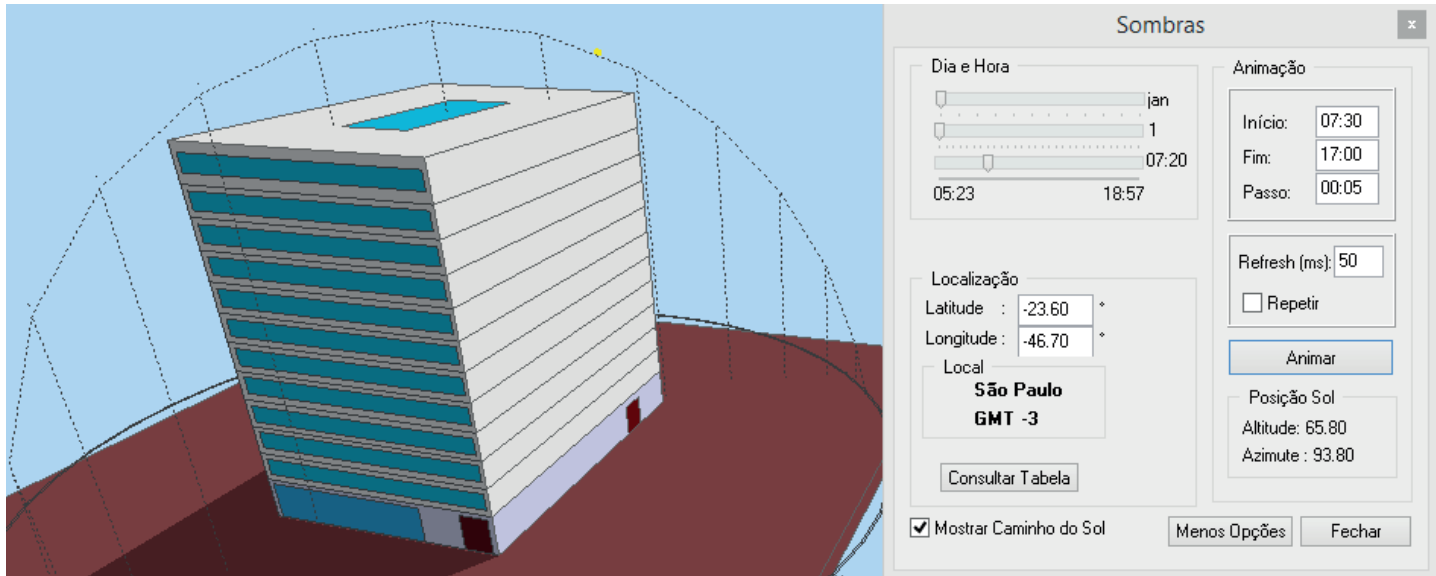 Sombras
x
Dia e Hora
jan
1
07:20
05:23 18:57
Localização
Latitude : -23.60 °
Longitude : -46.70 °
Local
São Paulo
GMT -3
Consultar Tabela
Mostrar Caminho do Sol
Animação
Início: 07:30
Fim: 17:00
Passo: 00:05
Refresh (ms): 50
Repetir
Animar
Posição Sol
Altitude: 65.80
Azimute : 93.80
Menos Opções Fechar